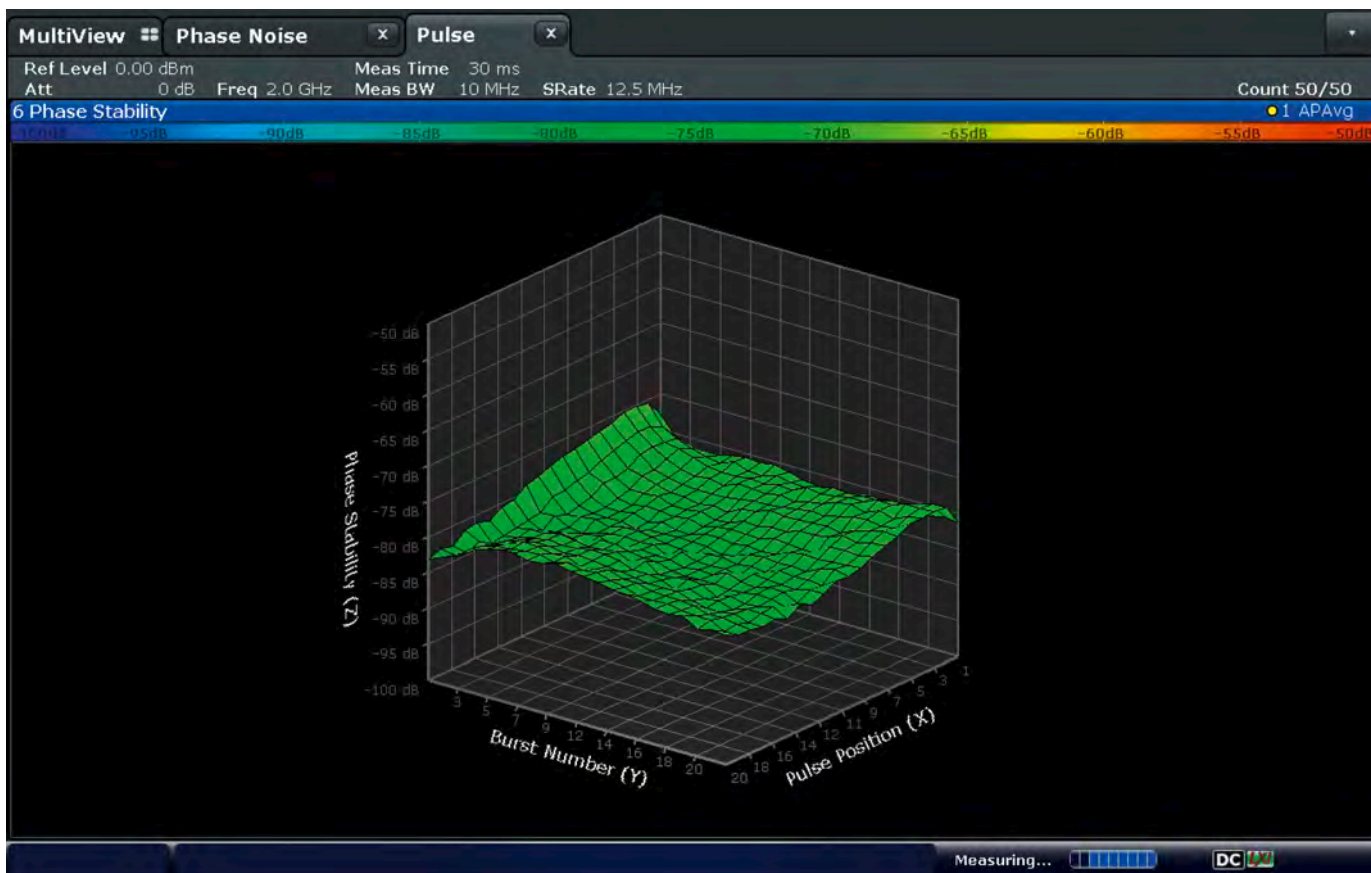 MultiView Phase Noise x Pulse x
Ref Level 0.00 dBm Meas Time 30 ms
Att 0 dB Freq 2.0 GHz Meas BW 10 MHz SRate 12.5 MHz Count 50/50
6 Phase Stability 1 APAvg
-100dB -95dB -90dB -85dB -80dB -75dB -70dB -65dB -60dB -55dB -50dB
-50 dB
-55 dB
-60 dB
-65 dB
-70 dB
-75 dB
-80 dB
-85 dB
-90 dB
-95 dB
-100 dB
Phase Stability (Z)
3 5 7 9 12 14 16 18 20
Burst Number (Y)
20 18 16 14 12 11 9 7 5 3 1
Pulse Position (X)
Measuring... DC